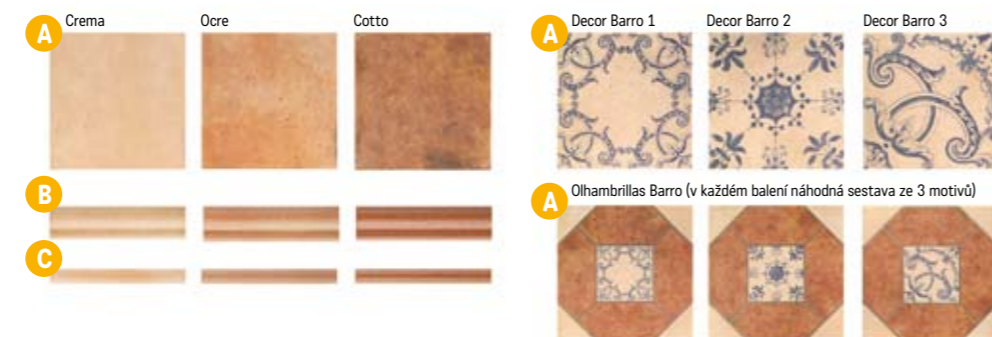 A Crema Ocre Cotto
B
C
A Decor Barro 1 Decor Barro 2 Decor Barro 3
A Olhambrillas Barro (v každém balení náhodná sestava ze 3 motivů)